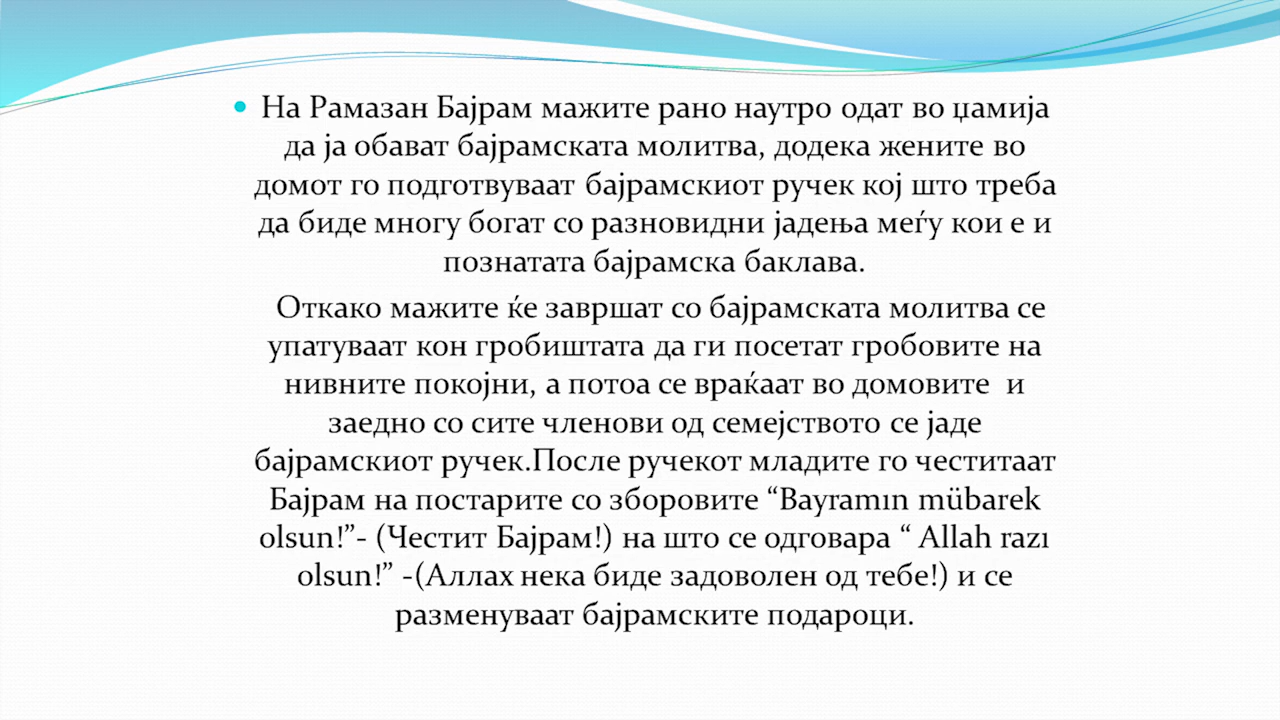 • На Рамазан Бајрам мажите рано наутро одат во џамија
да ја обават бајрамската молитва, додека жените во
домот го подготвуваат бајрамскиот ручек кој што треба
да биде многу богат со разновидни јадења меѓу кои е и
познатата бајрамска баклава.
Откако мажите ќе завршат со бајрамската молитва се
упатуваат кон гробиштата да ги посетат гробовите на
нивните покојни, а потоа се враќаат во домовите  и
заедно со сите членови од семејството се јаде
бајрамскиот ручек.После ручекот младите го честитаат
Бајрам на постарите со зборовите “Bayramın mübarek
olsun!”- (Честит Бајрам!) на што се одговара “ Allah razı
olsun!” -(Аллах нека биде задоволен од тебе!) и се
разменуваат бајрамските подароци.